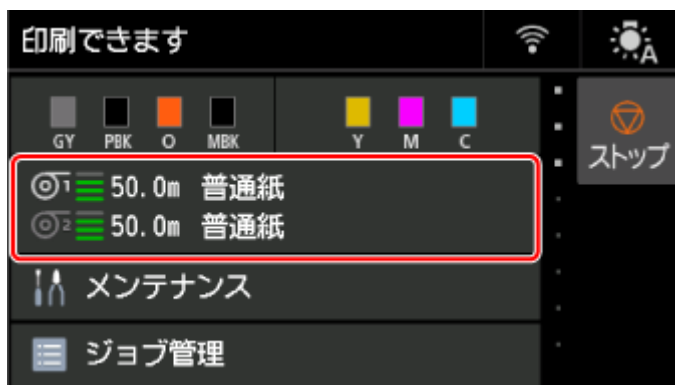 印刷できます
A
GY PBK O MBK Y M C
ストップ
1 50.0m 普通紙
2 50.0m 普通紙
メンテナンス
ジョブ管理